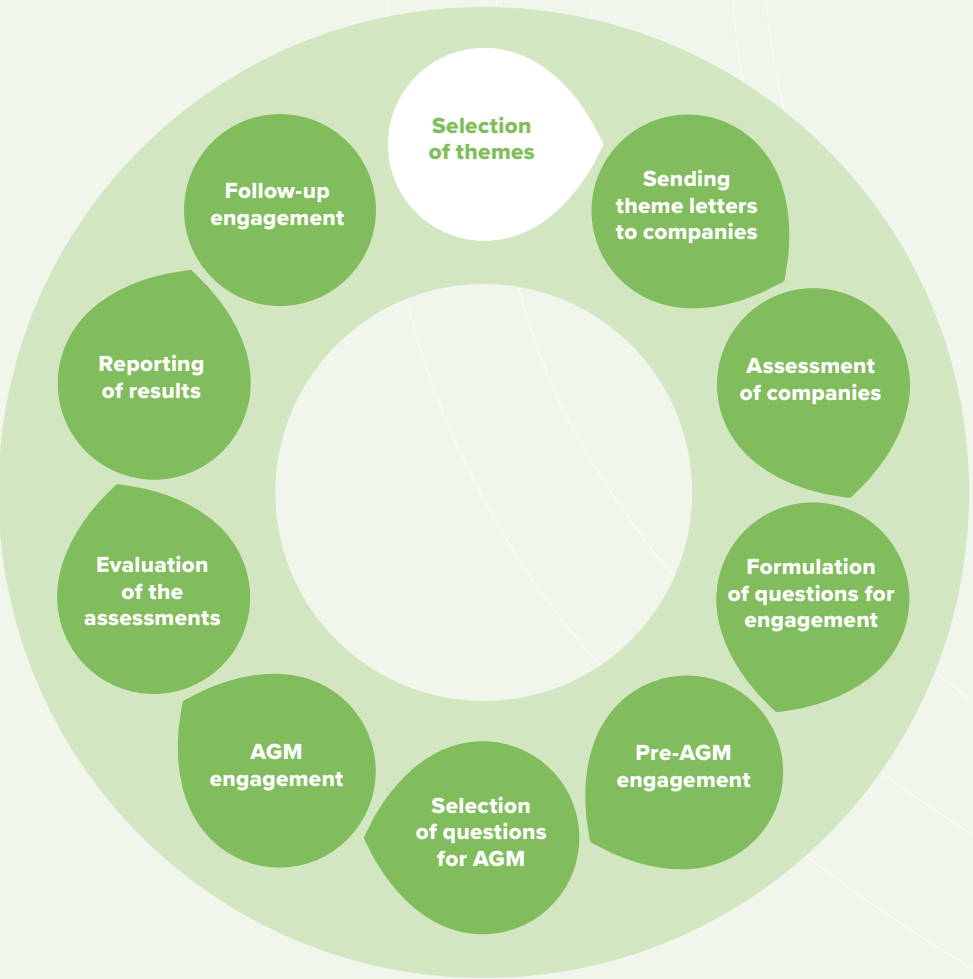 Selection
of themes
Sending
theme letters
to companies
Assessment
of companies
Formulation
of questions for
engagement
Pre-AGM
engagement
Selection
of questions
for AGM
AGM
engagement
Evaluation
of the
assessments
Reporting
of results
Follow-up
engagement